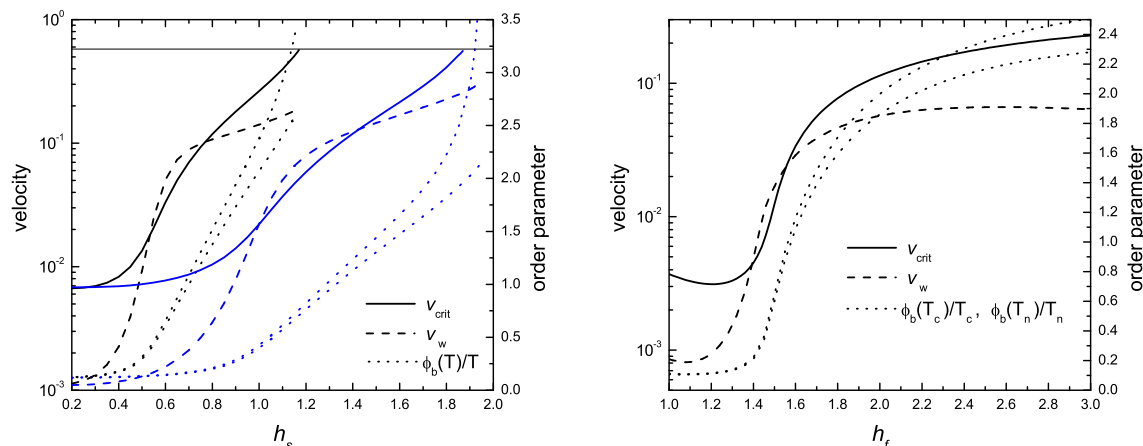 10^0
10^-1
10^-2
10^-3
velocity
3.5
3.0
2.5
2.0
1.5
1.0
0.5
0.0
order parameter
v_crit
v_w
ϕ_b(T)/T
0.2 0.4 0.6 0.8 1.0 1.2 1.4 1.6 1.8 2.0
h_s
10^-1
10^-2
10^-3
velocity
2.4
2.2
2.0
1.8
1.6
1.4
1.2
1.0
0.8
0.6
0.4
0.2
0.0
order parameter
v_crit
v_w
ϕ_b(T_c)/T_c, ϕ_b(T_n)/T_n
1.0 1.2 1.4 1.6 1.8 2.0 2.2 2.4 2.6 2.8 3.0
h_f